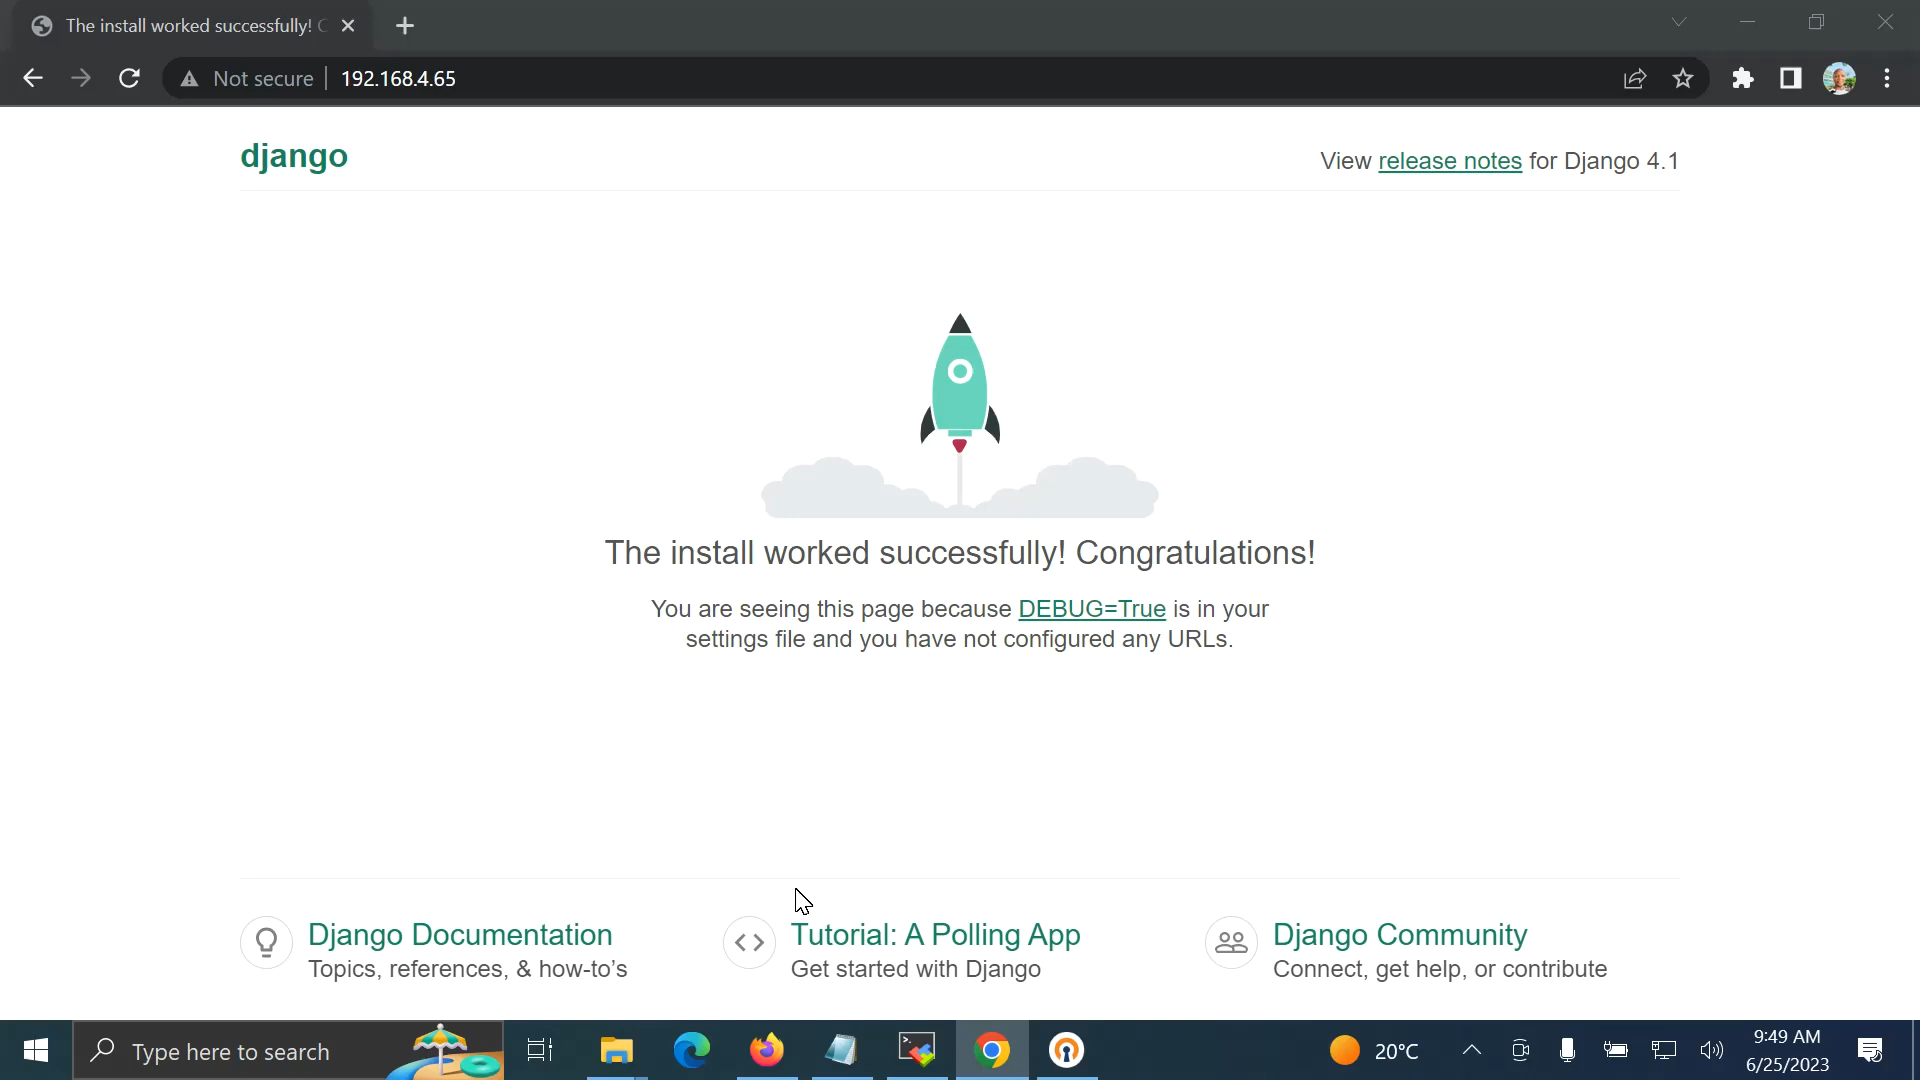 The install worked successfully! C
Not secure
192.168.4.65
django
View release notes for Django 4.1
The install worked successfully! Congratulations!
You are seeing this page because DEBUG=True is in your
settings file and you have not configured any URLs.
Django Documentation
Topics, references, & how-to’s
Tutorial: A Polling App
Get started with Django
Django Community
Connect, get help, or contribute
Type here to search
20°C
9:49 AM
6/25/2023